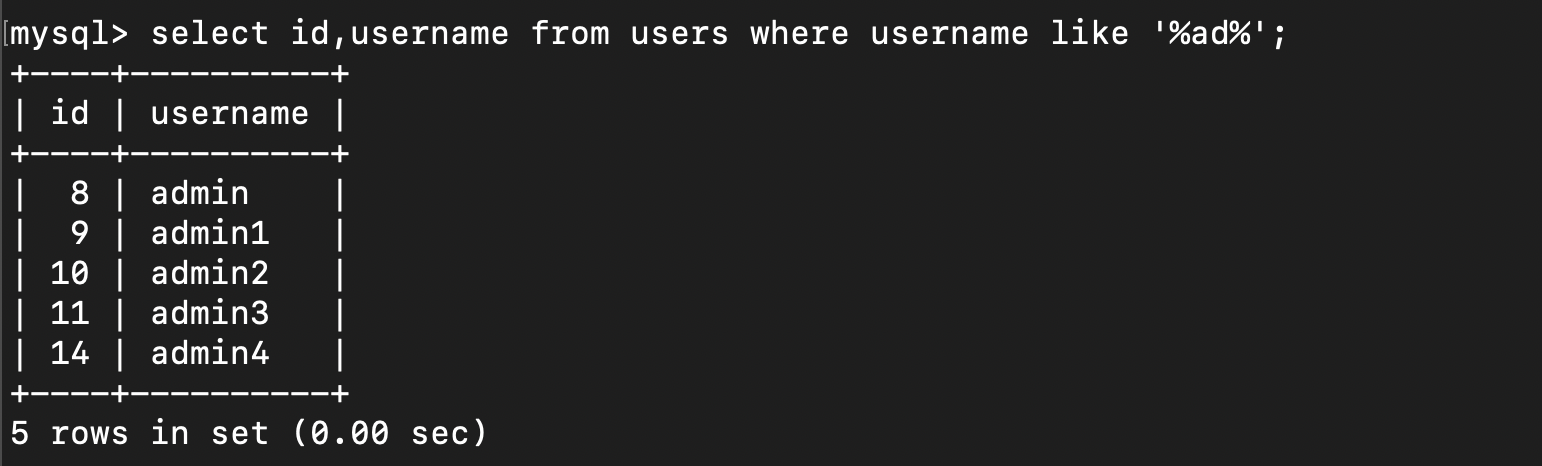 [mysql> select id,username from users where username like '%ad%';
+----+----------+
| id | username |
+----+----------+
|  8 | admin    |
|  9 | admin1   |
| 10 | admin2   |
| 11 | admin3   |
| 14 | admin4   |
+----+----------+
5 rows in set (0.00 sec)